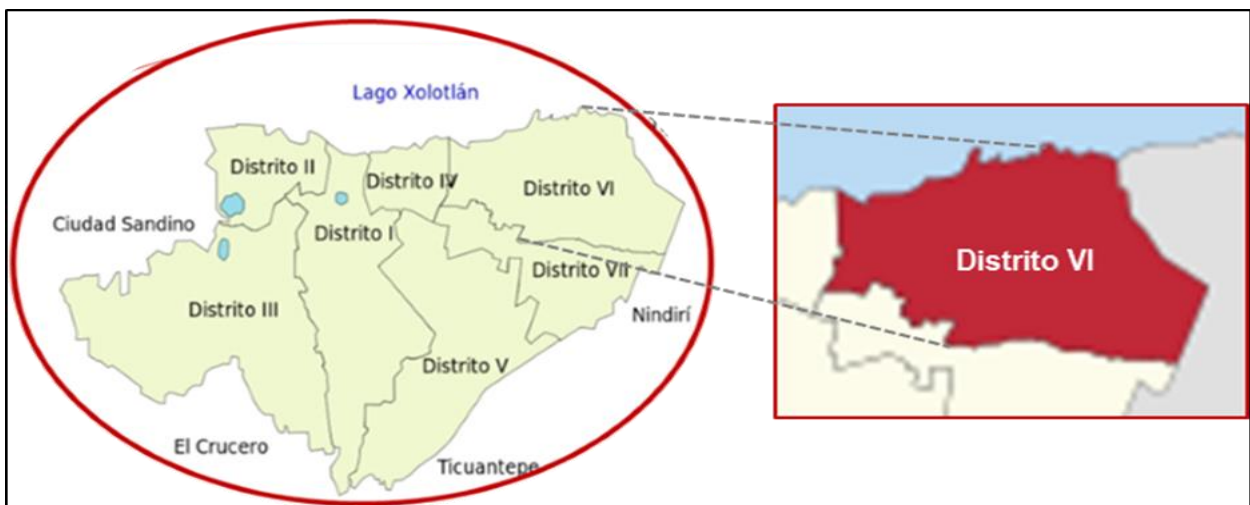 Lago Xolotlán
Distrito II
Distrito IV
Distrito VI
Ciudad Sandino
Distrito I
Distrito VII
Distrito III
Nindirí
Distrito V
El Crucero
Ticuantepe
Distrito VI